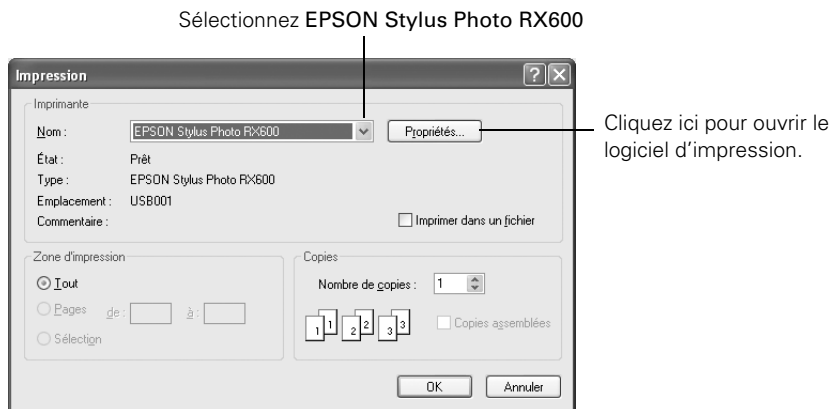 Sélectionnez EPSON Stylus Photo RX600
Impression
Imprimante
Nom :
EPSON Stylus Photo RX600
Propriétés...
Cliquez ici pour ouvrir le
logiciel d'impression.
État :
Prêt
Type :
EPSON Stylus Photo RX600
Emplacement :
USB001
Commentaire :
Imprimer dans un fichier
Zone d'impression
Tout
Pages de : à :
Sélection
Copies
Nombre de copies : 1
1 1 2 2 3 3
Copies assemblées
OK
Annuler